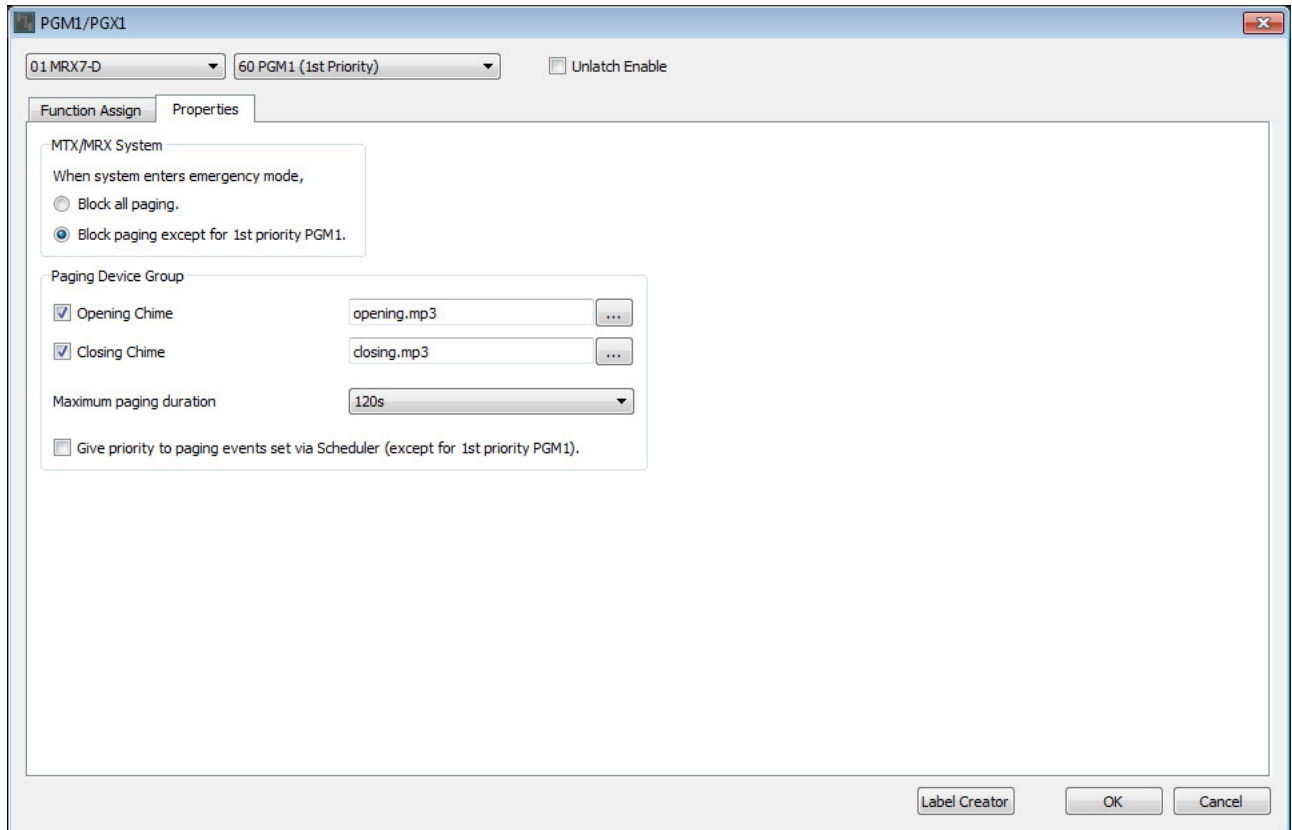 PGM1/PGX1
01 MRX7-D 60 PGM1 (1st Priority) Unlatch Enable
Function Assign Properties
MTX/MRX System
When system enters emergency mode,
Block all paging.
Block paging except for 1st priority PGM1.
Paging Device Group
Opening Chime opening.mp3 ...
Closing Chime closing.mp3 ...
Maximum paging duration 120s
Give priority to paging events set via Scheduler (except for 1st priority PGM1).
Label Creator OK Cancel